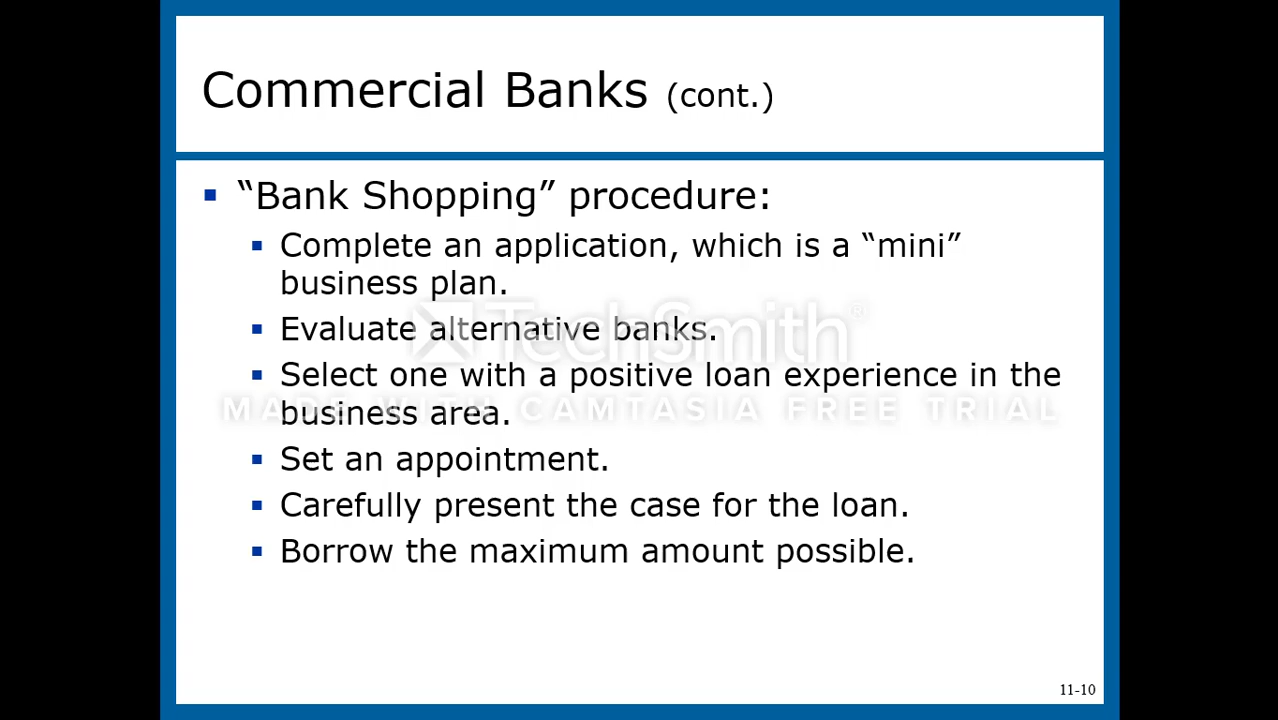 Commercial Banks (cont.)
▪ “Bank Shopping” procedure:
▪ Complete an application, which is a “mini”
business plan.
▪ Evaluate alternative banks.
▪ Select one with a positive loan experience in the
business area.
▪ Set an appointment.
▪ Carefully present the case for the loan.
▪ Borrow the maximum amount possible.
TechSmith®
MADE WITH CAMTASIA FREE TRIAL
11-10